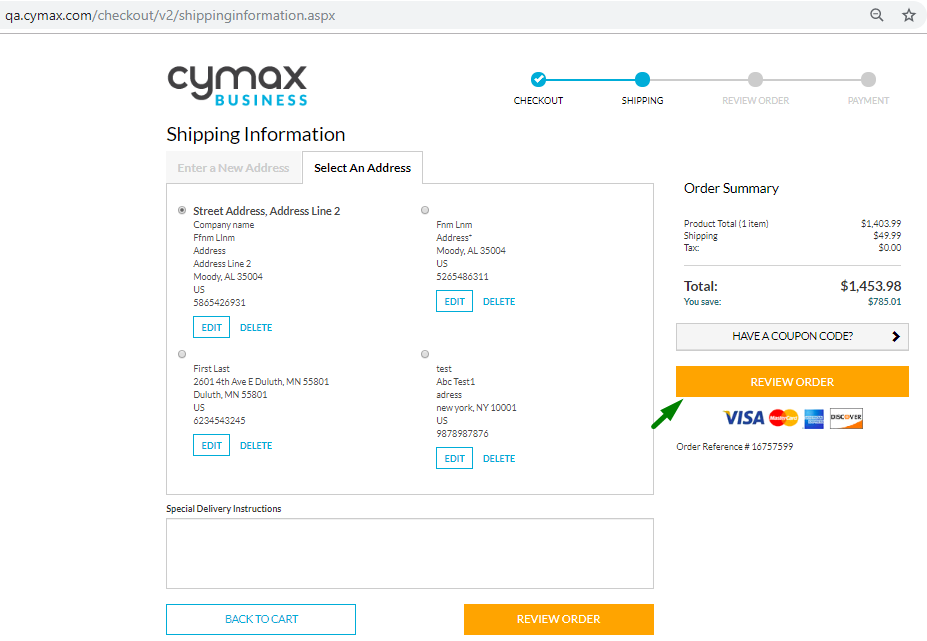 qa.cymax.com/checkout/v2/shippinginformation.aspx
cymax
BUSINESS
CHECKOUT
SHIPPING
REVIEW ORDER
PAYMENT
Shipping Information
Enter a New Address
Select An Address
Street Address, Address Line 2
Company name
Ffnm Llnm
Address
Address Line 2
Moody, AL 35004
US
5865426931
EDIT DELETE
Fnm Lnm
Address*
Moody, AL 35004
US
5265486311
EDIT DELETE
First Last
2601 4th Ave E Duluth, MN 55801
Duluth, MN 55801
US
6234543245
EDIT DELETE
test
Abc Test1
adress
new york, NY 10001
US
9878987876
EDIT DELETE
Special Delivery Instructions
BACK TO CART
REVIEW ORDER
Order Summary
Product Total (1 item) $1,403.99
Shipping $49.99
Tax: $0.00
Total: $1,453.98
You save: $785.01
HAVE A COUPON CODE?
REVIEW ORDER
VISA MasterCard DISCOVER
Order Reference # 16757599